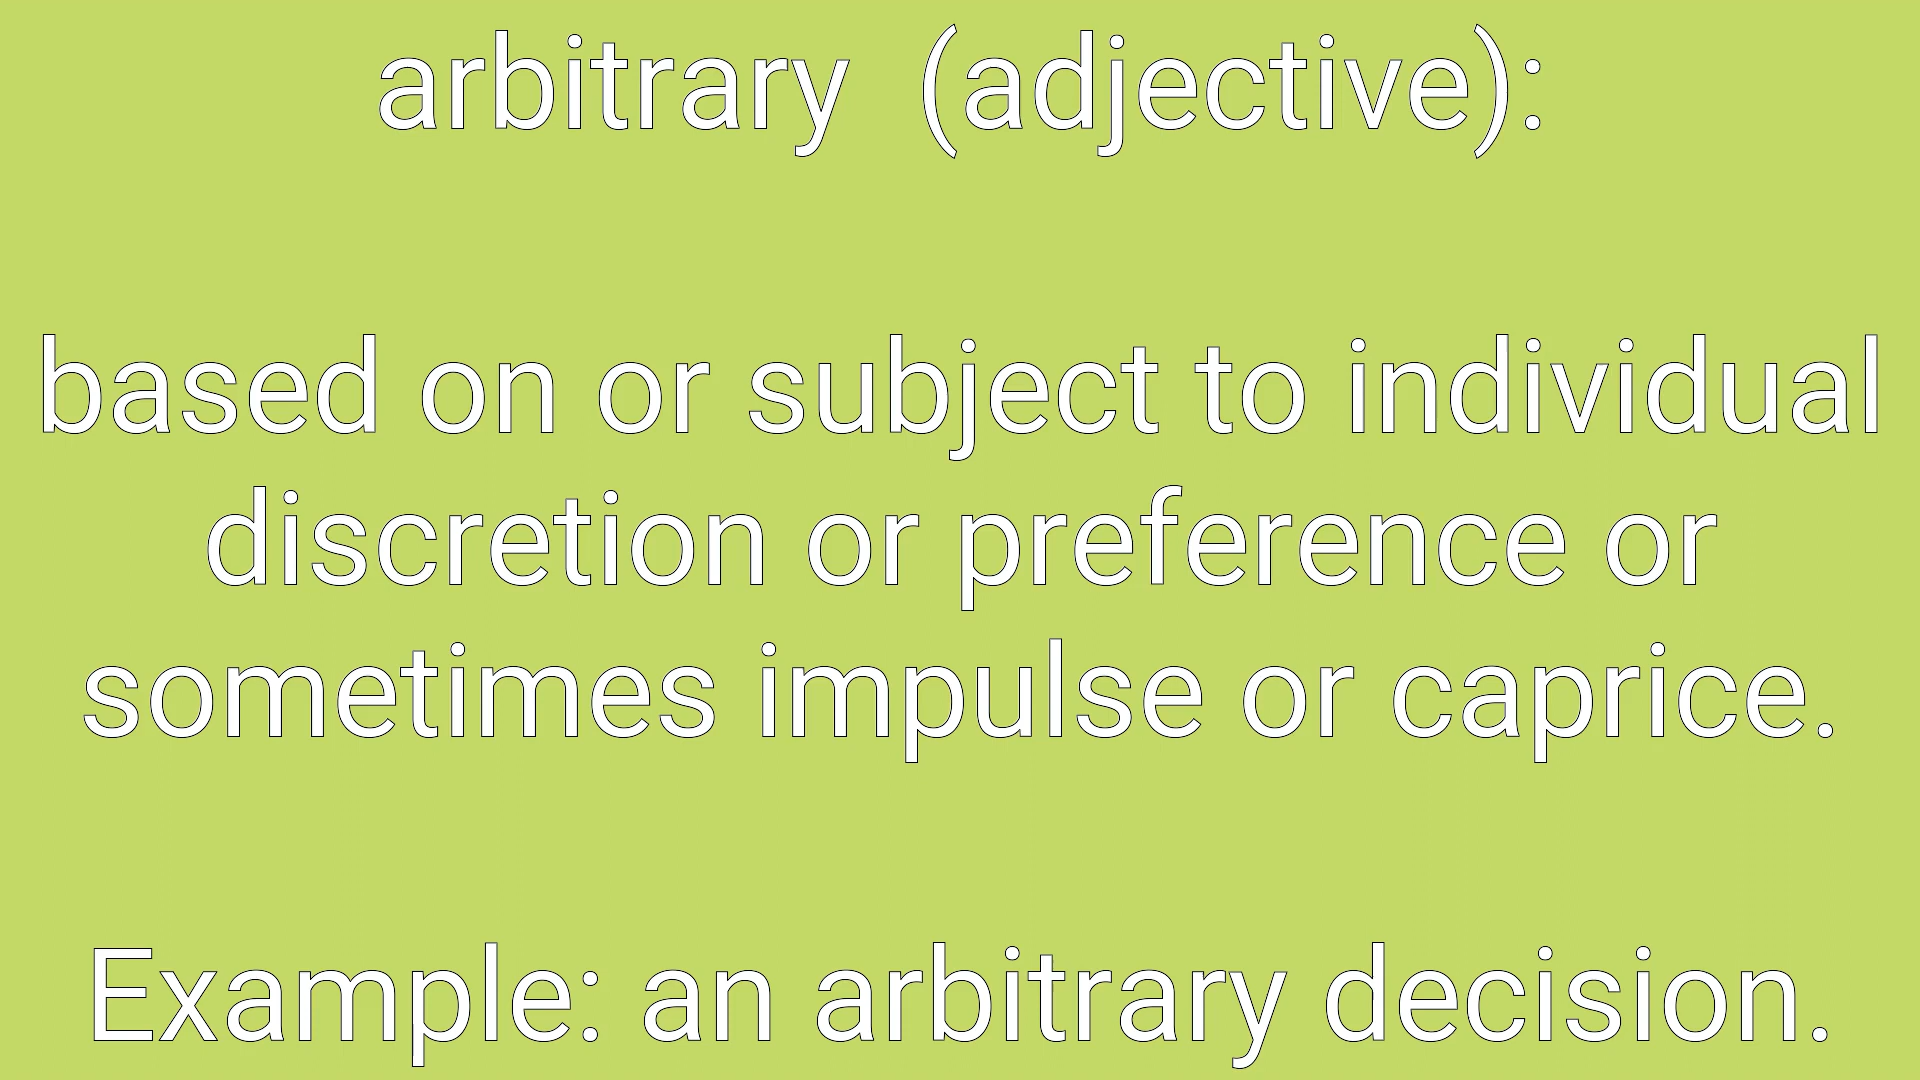 arbitrary  (adjective):
based on or subject to individual
discretion or preference or
sometimes impulse or caprice.
Example: an arbitrary decision.